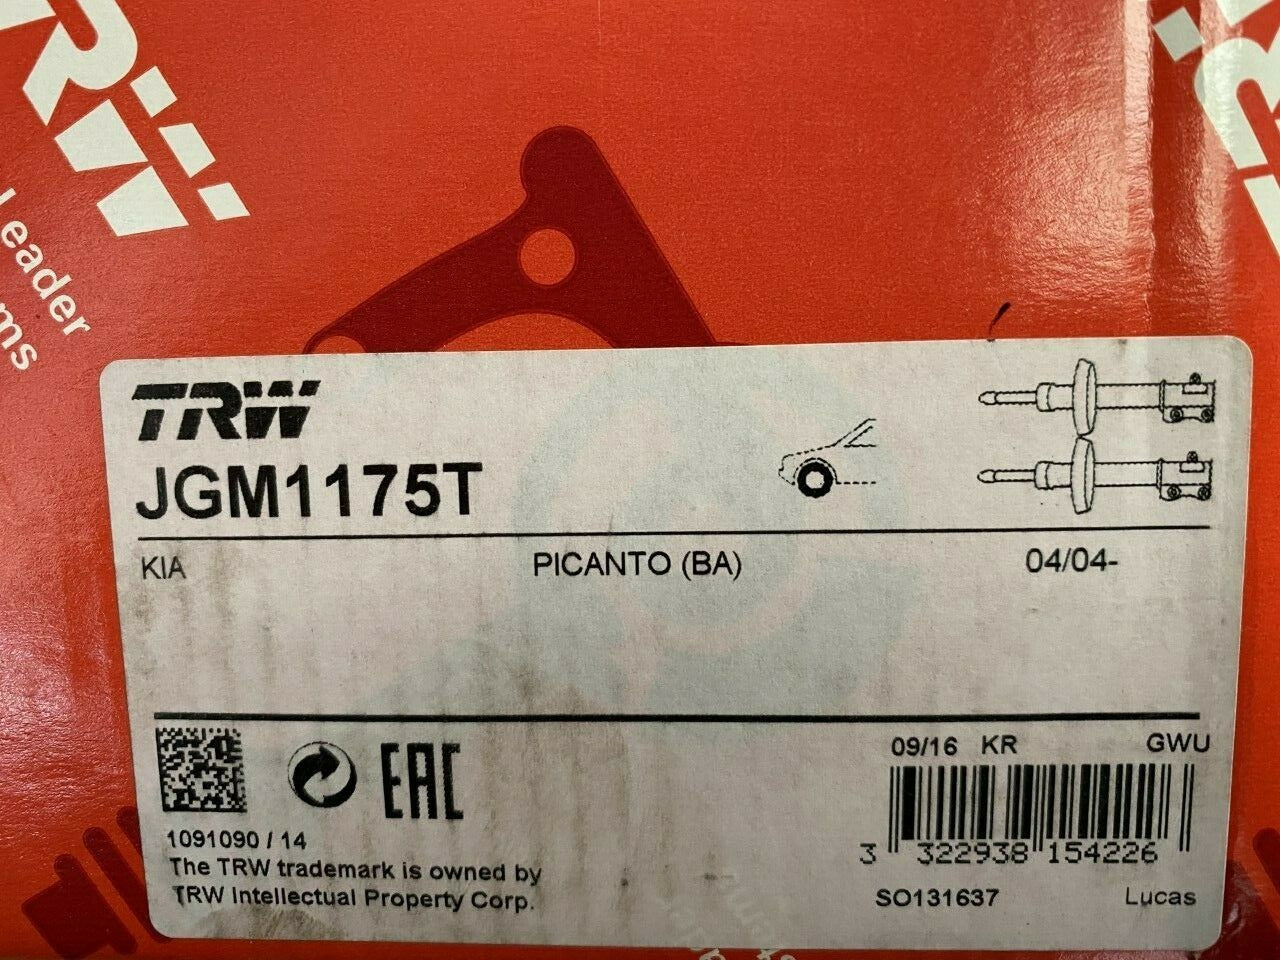 TRW
Leader
ms
TRW
JGM1175T
KIA PICANTO (BA) 04/04-
EAC
09/16 KR GWU
1091090 / 14
The TRW trademark is owned by
TRW Intellectual Property Corp.
3 322938 154226
SO131637 Lucas